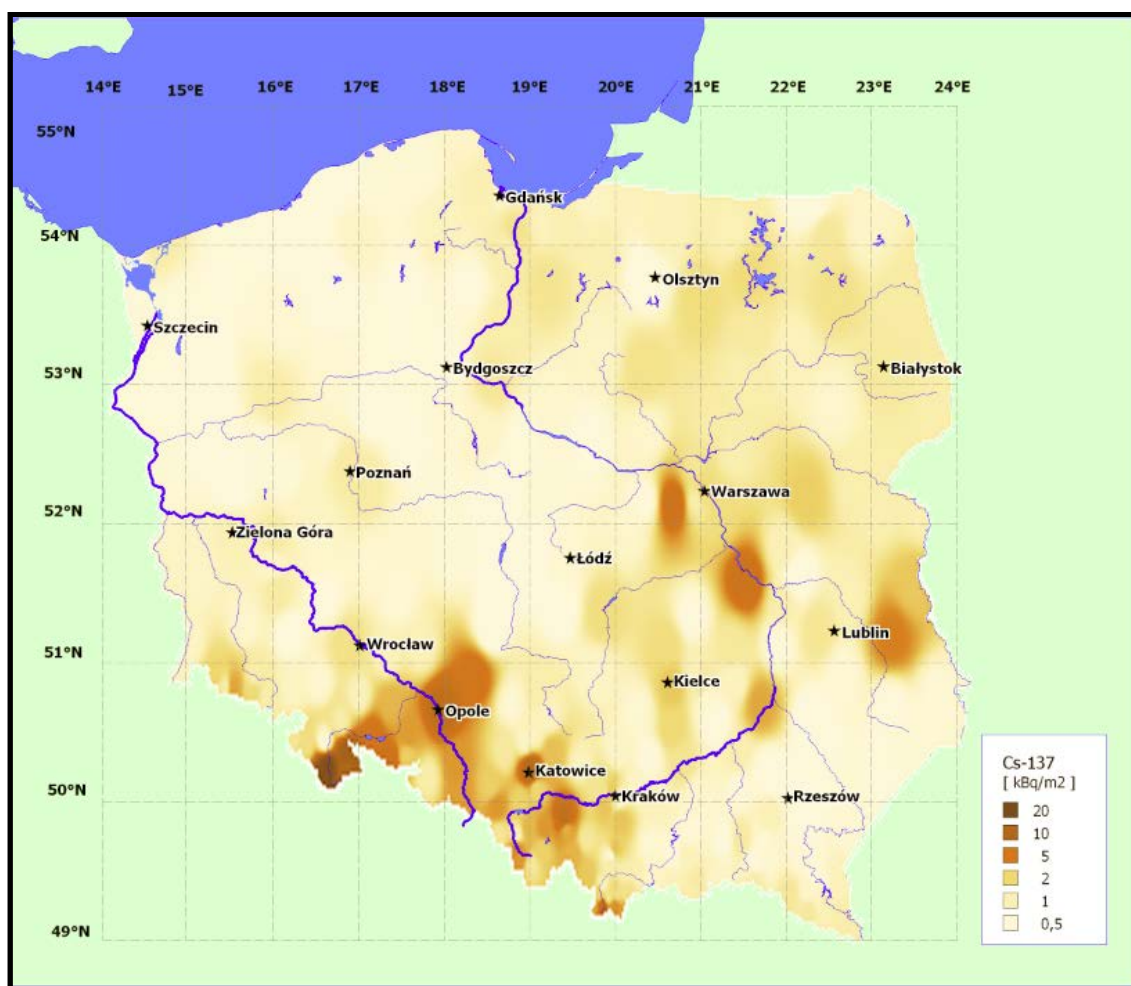 14°E 15°E 16°E 17°E 18°E 19°E 20°E 21°E 22°E 23°E 24°E
55°N
Gdańsk
54°N
Olsztyn
Szczecin
53°N
Bydgoszcz
Białystok
Poznań
Warszawa
52°N
Zielona Góra
Łódź
Lublin
Wrocław
51°N
Kielce
Opole
Katowice
50°N
Kraków
Rzeszów
49°N
Cs-137
[ kBq/m2 ]
20
10
5
2
1
0,5